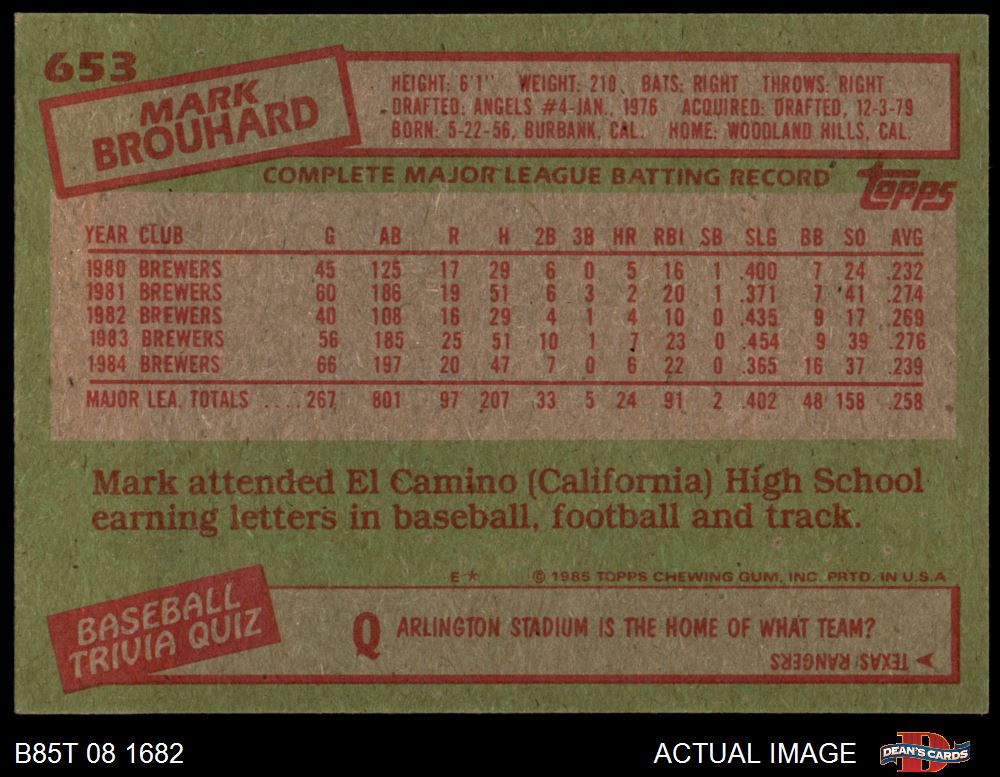 653
MARK
BROUHARD
HEIGHT: 6'1" WEIGHT: 210 BATS: RIGHT THROWS: RIGHT
DRAFTED: ANGELS #4-JAN., 1976 ACQUIRED: DRAFTED, 12-3-79
BORN: 5-22-56, BURBANK, CAL. HOME: WOODLAND HILLS, CAL.
COMPLETE MAJOR LEAGUE BATTING RECORD
Topps
YEAR CLUB G AB R H 2B 3B HR RBI SB SLG BB SO AVG
1980 BREWERS 45 125 17 29 6 0 5 16 1 .400 7 24 .232
1981 BREWERS 60 186 19 51 6 3 2 20 1 .371 7 41 .274
1982 BREWERS 40 108 16 29 4 1 4 10 0 .435 9 17 .269
1983 BREWERS 56 185 25 51 10 1 7 23 0 .454 9 39 .276
1984 BREWERS 66 197 20 47 7 0 6 22 0 .365 16 37 .239
MAJOR LEA. TOTALS .... 267 801 97 207 33 5 24 91 2 .402 48 158 .258
Mark attended El Camino (California) High School
earning letters in baseball, football and track.
E* © 1985 TOPPS CHEWING GUM, INC. PRTD. IN U.S.A
BASEBALL
TRIVIA QUIZ
Q ARLINGTON STADIUM IS THE HOME OF WHAT TEAM?
TEXAS RANGERS
B85T 08 1682
ACTUAL IMAGE
D
DEAN'S CARDS